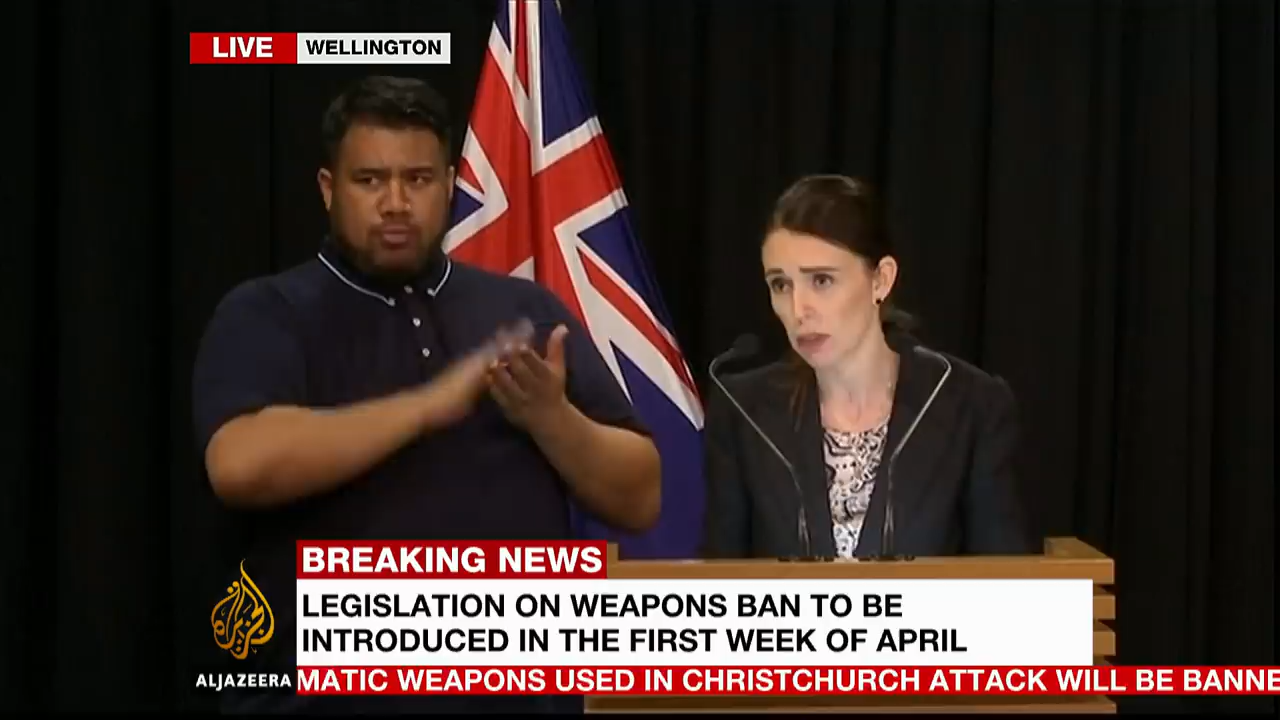 LIVE WELLINGTON
BREAKING NEWS
LEGISLATION ON WEAPONS BAN TO BE
INTRODUCED IN THE FIRST WEEK OF APRIL
الجزيرة
ALJAZEERA
MATIC WEAPONS USED IN CHRISTCHURCH ATTACK WILL BE BANNE